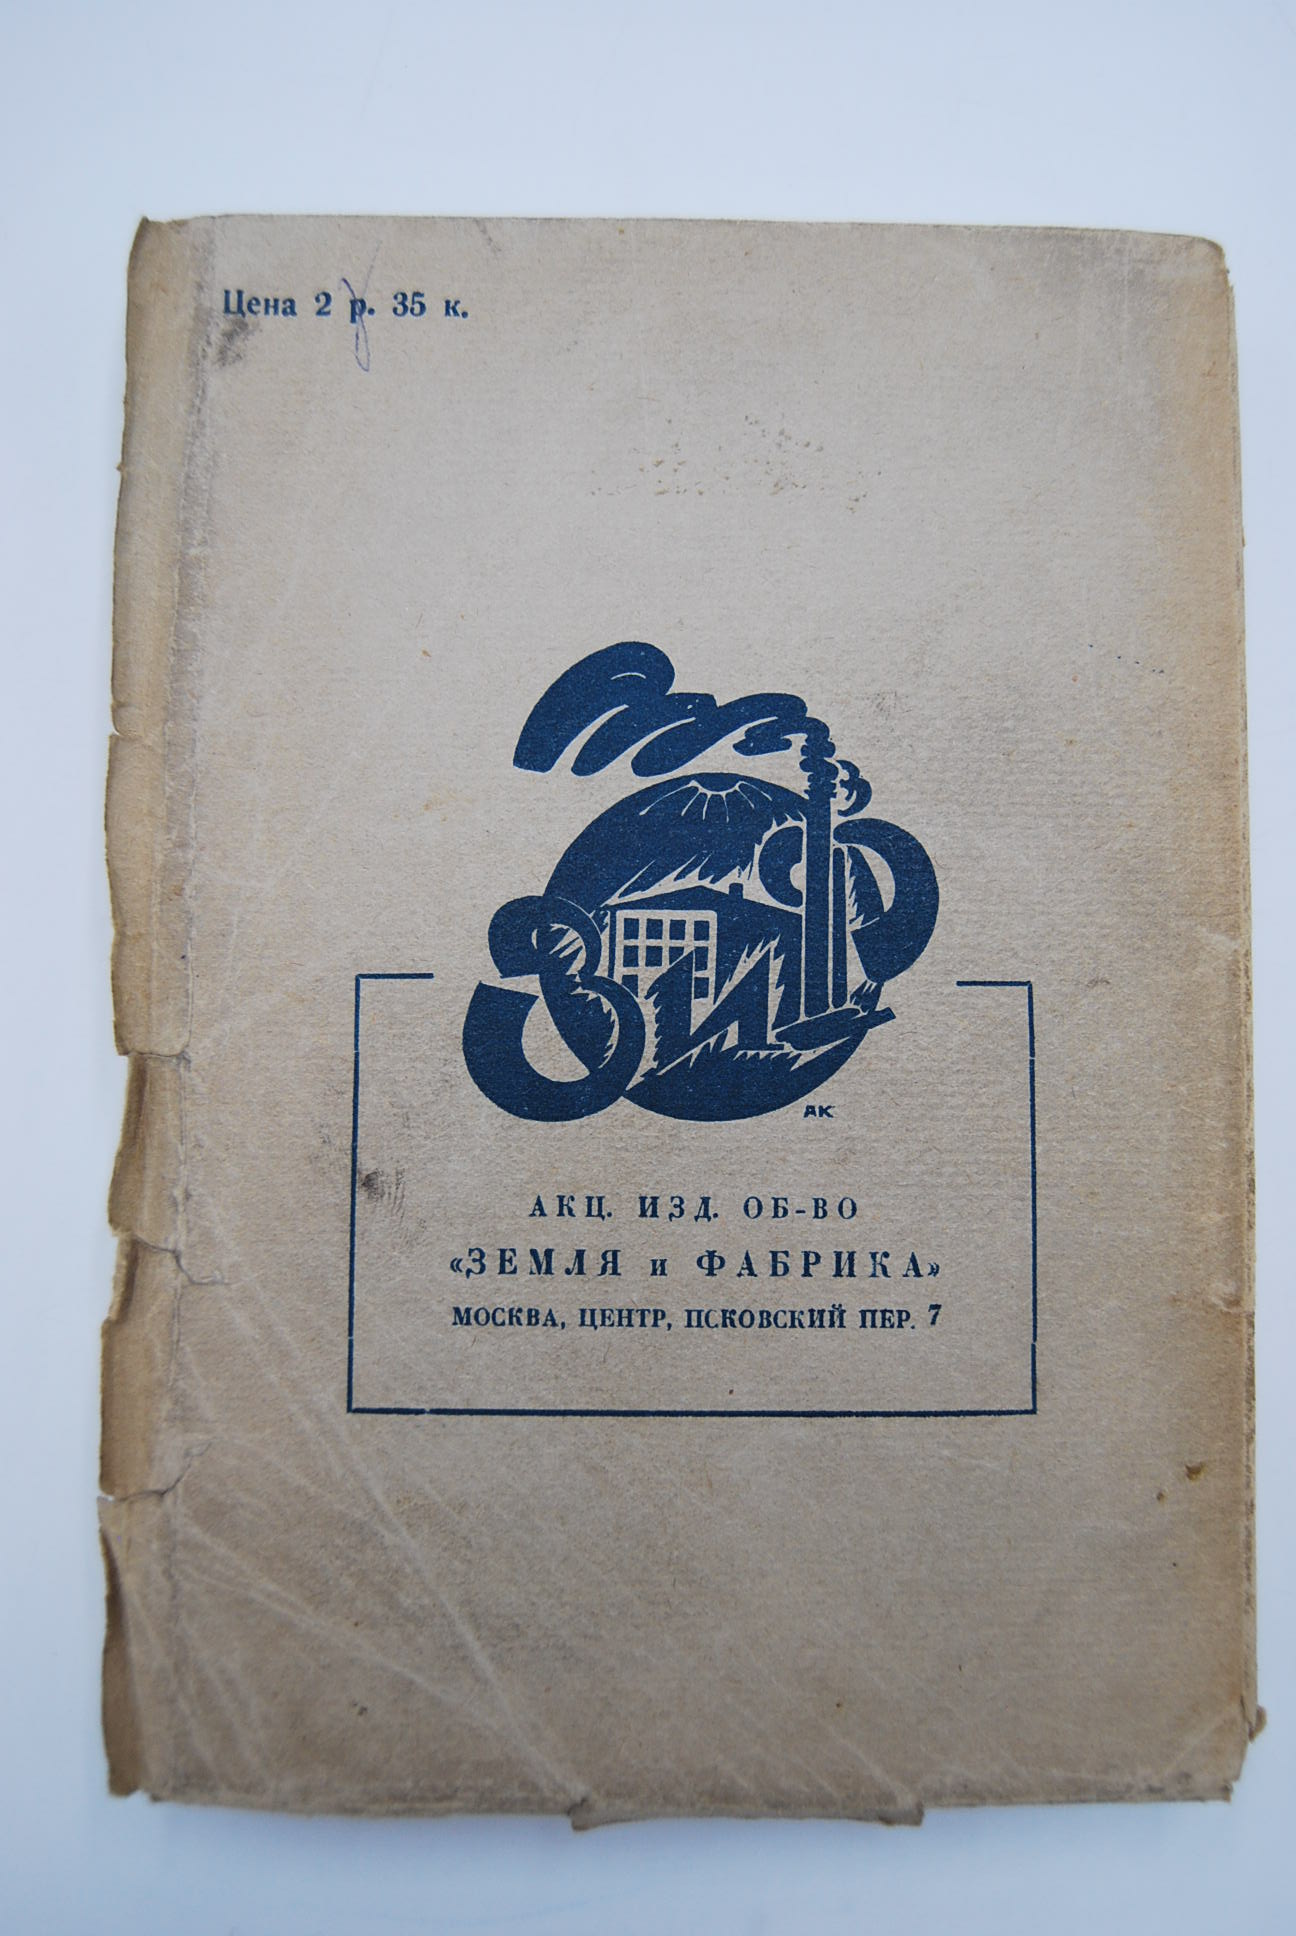 Цена 2 р. 35 к.
ЗИФ
АК
АКЦ. ИЗД. ОБ-ВО
«ЗЕМЛЯ и ФАБРИКА»
МОСКВА, ЦЕНТР, ПСКОВСКИЙ ПЕР. 7